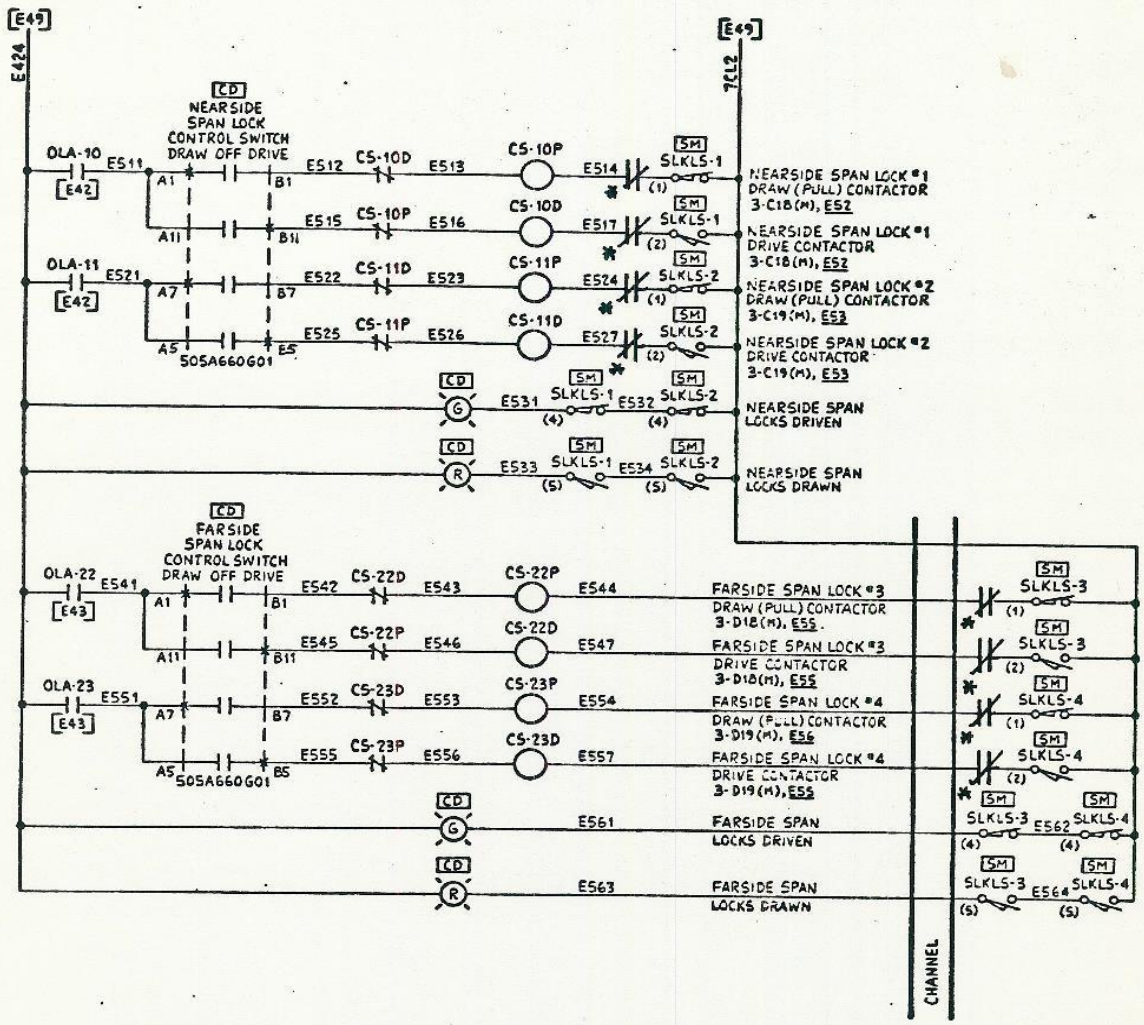 [E49]
[E49]
E424
7CL2
CD
NEARSIDE
SPAN LOCK
CONTROL SWITCH
DRAW OFF DRIVE
OLA-10
E511
[E42]
A1
B1
E512
CS-10D
E513
CS-10P
E514
*
(1)
SM
SLKLS-1
NEARSIDE SPAN LOCK #1
DRAW (PULL) CONTACTOR
3-C18(M), E52
A11
B11
E515
CS-10P
E516
CS-10D
E517
*
(2)
SM
SLKLS-1
NEARSIDE SPAN LOCK #1
DRIVE CONTACTOR
3-C18(M), E52
OLA-11
E521
[E42]
A7
B7
E522
CS-11D
E523
CS-11P
E524
*
(1)
SM
SLKLS-2
NEARSIDE SPAN LOCK #2
DRAW (PULL) CONTACTOR
3-C19(M), E53
A5
E5
505A660G01
E525
CS-11P
E526
CS-11D
E527
*
(2)
SM
SLKLS-2
NEARSIDE SPAN LOCK #2
DRIVE CONTACTOR
3-C19(M), E53
CD
G
E531
SM
SLKLS-1
(4)
E532
SM
SLKLS-2
(4)
NEARSIDE SPAN
LOCKS DRIVEN
CD
R
E533
SM
SLKLS-1
(5)
E534
SM
SLKLS-2
(5)
NEARSIDE SPAN
LOCKS DRAWN
CD
FARSIDE
SPAN LOCK
CONTROL SWITCH
DRAW OFF DRIVE
OLA-22
E541
[E43]
A1
B1
E542
CS-22D
E543
CS-22P
E544
FARSIDE SPAN LOCK #3
DRAW (PULL) CONTACTOR
3-D18(M), E55
*
(1)
SM
SLKLS-3
A11
B11
E545
CS-22P
E546
CS-22D
E547
FARSIDE SPAN LOCK #3
DRIVE CONTACTOR
3-D18(M), E55
*
(2)
SM
SLKLS-3
OLA-23
E551
[E43]
A7
B7
E552
CS-23D
E553
CS-23P
E554
FARSIDE SPAN LOCK #4
DRAW (PULL) CONTACTOR
3-D19(M), E56
*
(1)
SM
SLKLS-4
A5
B5
505A660G01
E555
CS-23P
E556
CS-23D
E557
FARSIDE SPAN LOCK #4
DRIVE CONTACTOR
3-D19(M), E55
*
(2)
SM
SLKLS-4
CD
G
E561
FARSIDE SPAN
LOCKS DRIVEN
SM
SLKLS-3
(4)
E562
SM
SLKLS-4
(4)
CD
R
E563
FARSIDE SPAN
LOCKS DRAWN
SM
SLKLS-3
(5)
E564
SM
SLKLS-4
(5)
CHANNEL